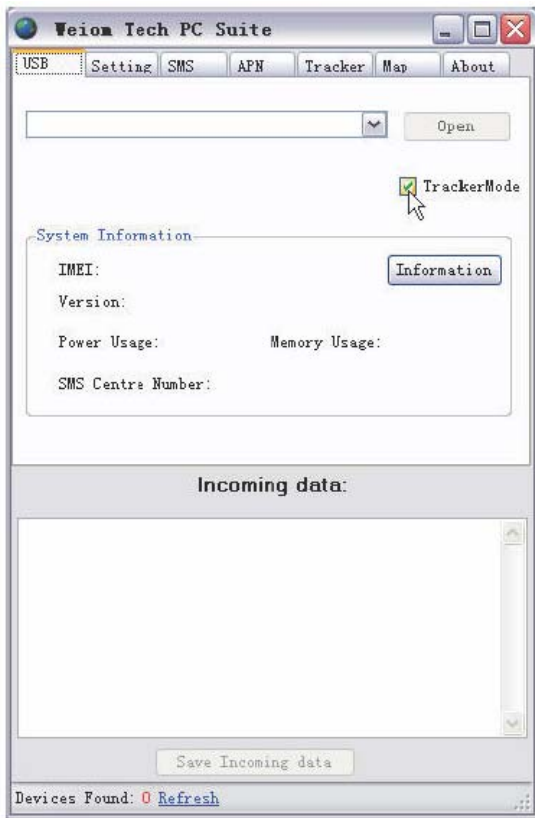 Weiom Tech PC Suite
USB Setting SMS APN Tracker Map About
Open
TrackerMode
System Information
IMEI: Information
Version:
Power Usage: Memory Usage:
SMS Centre Number:
Incoming data:
Save Incoming data
Devices Found: 0 Refresh